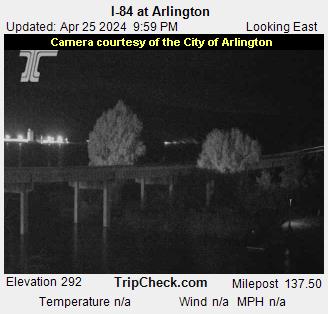 I-84 at Arlington
Updated: Apr 25 2024 9:59 PM Looking East
Camera courtesy of the City of Arlington
Elevation 292 TripCheck.com Milepost 137.50
Temperature n/a Wind n/a MPH n/a